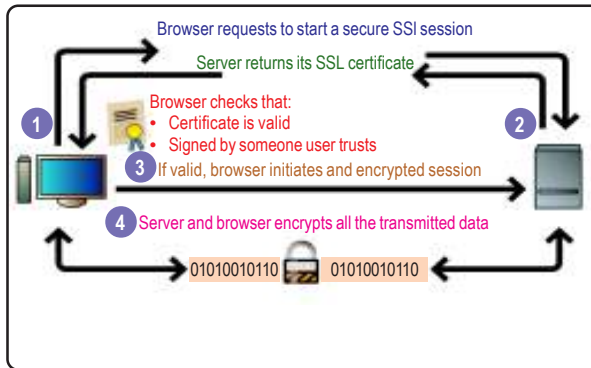 Browser requests to start a secure SSl session
Server returns its SSL certificate
1
2
Browser checks that:
• Certificate is valid
• Signed by someone user trusts
3 If valid, browser initiates and encrypted session
4 Server and browser encrypts all the transmitted data
01010010110 01010010110